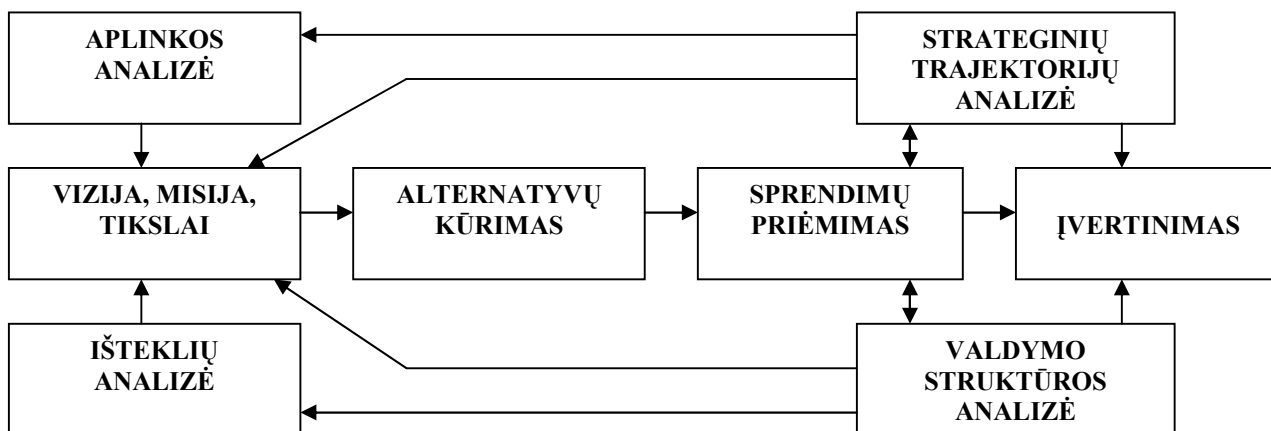 APLINKOS
ANALIZĖ
STRATEGINIŲ
TRAJEKTORIJŲ
ANALIZĖ
VIZIJA, MISIJA,
TIKSLAI
ALTERNATYVŲ
KŪRIMAS
SPRENDIMŲ
PRIĖMIMAS
ĮVERTINIMAS
IŠTEKLIŲ
ANALIZĖ
VALDYMO
STRUKTŪROS
ANALIZĖ